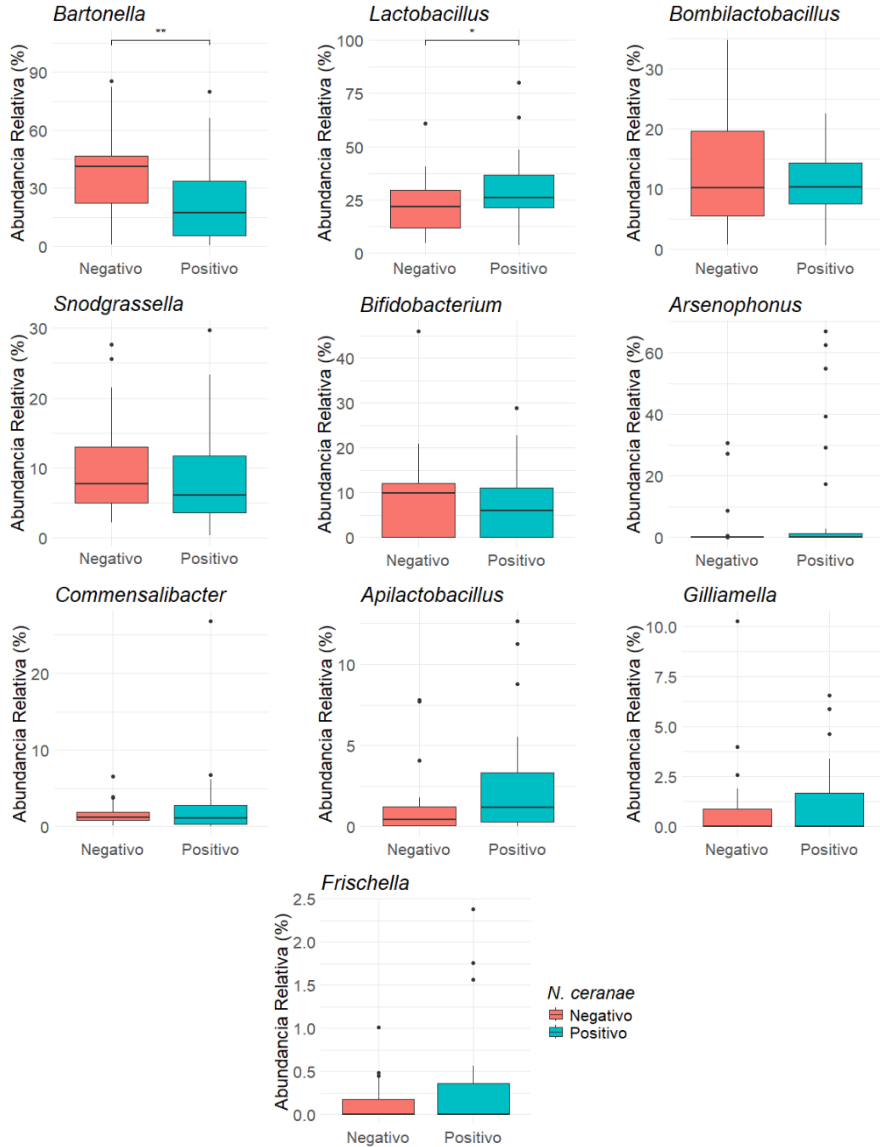 Bartonella
Lactobacillus
Bombilactobacillus
Abundancia Relativa (%)
90
60
30
0
**
Negativo
Positivo
Abundancia Relativa (%)
100
75
50
25
0
*
Negativo
Positivo
Abundancia Relativa (%)
30
20
10
0
Negativo
Positivo
Snodgrassella
Bifidobacterium
Arsenophonus
Abundancia Relativa (%)
30
20
10
0
Negativo
Positivo
Abundancia Relativa (%)
40
30
20
10
0
Negativo
Positivo
Abundancia Relativa (%)
60
40
20
0
Negativo
Positivo
Commensalibacter
Apilactobacillus
Gilliamella
Abundancia Relativa (%)
20
10
0
Negativo
Positivo
Abundancia Relativa (%)
10
5
0
Negativo
Positivo
Abundancia Relativa (%)
10.0
7.5
5.0
2.5
0.0
Negativo
Positivo
Frischella
Abundancia Relativa (%)
2.5
2.0
1.5
1.0
0.5
0.0
Negativo
Positivo
N. ceranae
Negativo
Positivo